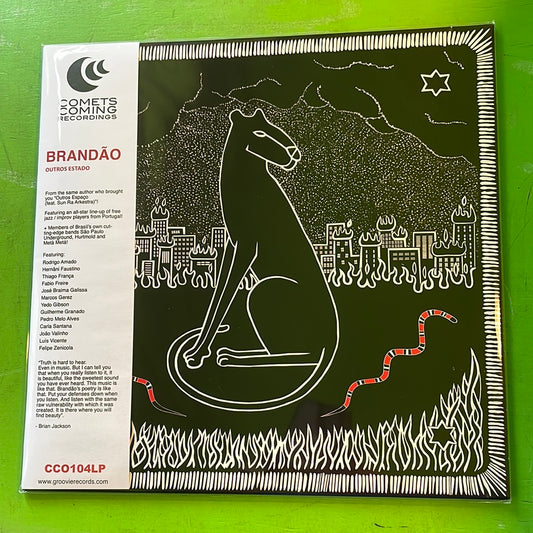 COMETS
COMING
RECORDINGS
BRANDÃO
OUTROS ESTADO
From the same author who brought
you "Outros Espaço
(feat. Sun Ra Arkestra)"!
Featuring an all-star line-up of free
jazz / improv players from Portugal!
+ Members of Brasil's own cut-
ting-edge bands São Paulo
Underground, Hurtmold and
Metá Metá!
Featuring:
Rodrigo Amado
Hernâni Faustino
Thiago França
Fabio Freire
José Braima Galissa
Marcos Gerez
Yedo Gibson
Guilherme Granado
Pedro Melo Alves
Carla Santana
João Valinho
Luis Vicente
Felipe Zenicola
"Truth is hard to hear.
Even in music. But I can tell you
that when you really listen to it, it
is beautiful, like the sweetest sound
you have ever heard. This music is
like that. Brandão's poetry is like
that. Put your defenses down when
you listen. And listen with the same
raw vulnerability with which it was
created. It is there where you will
find beauty".
- Brian Jackson
CCO104LP
www.groovierecords.com